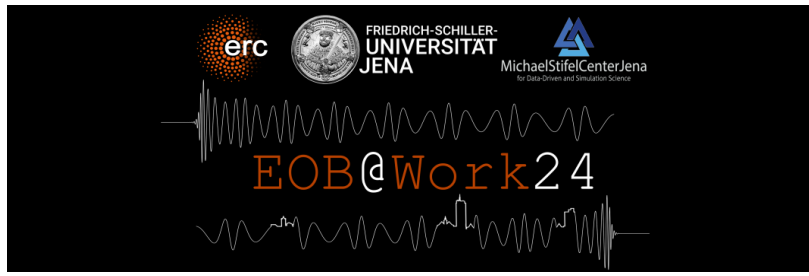 erc
FRIEDRICH-SCHILLER-
UNIVERSITÄT
JENA
MichaelStifelCenterJena
for Data-Driven and Simulation Science
EOB@Work24